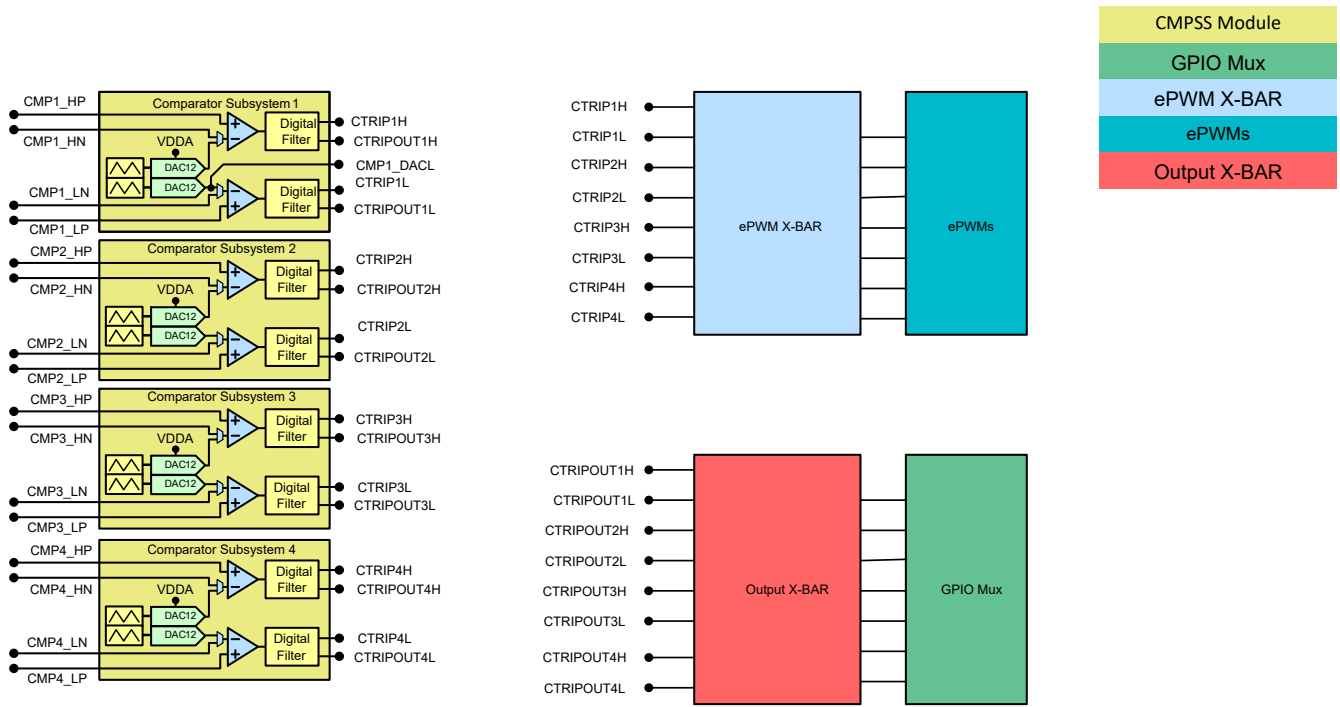 CMPSS Module
GPIO Mux
ePWM X-BAR
ePWMs
Output X-BAR
Comparator Subsystem 1
CMP1_HP
CMP1_HN
VDDA
DAC12
DAC12
CMP1_LN
CMP1_LP
+
−
−
+
Digital
Filter
Digital
Filter
CTRIP1H
CTRIPOUT1H
CMP1_DACL
CTRIP1L
CTRIPOUT1L
Comparator Subsystem 2
CMP2_HP
CMP2_HN
VDDA
DAC12
DAC12
CMP2_LN
CMP2_LP
+
−
−
+
Digital
Filter
Digital
Filter
CTRIP2H
CTRIPOUT2H
CTRIP2L
CTRIPOUT2L
Comparator Subsystem 3
CMP3_HP
CMP3_HN
VDDA
DAC12
DAC12
CMP3_LN
CMP3_LP
+
−
−
+
Digital
Filter
Digital
Filter
CTRIP3H
CTRIPOUT3H
CTRIP3L
CTRIPOUT3L
Comparator Subsystem 4
CMP4_HP
CMP4_HN
VDDA
DAC12
DAC12
CMP4_LN
CMP4_LP
+
−
−
+
Digital
Filter
Digital
Filter
CTRIP4H
CTRIPOUT4H
CTRIP4L
CTRIPOUT4L
CTRIP1H
CTRIP1L
CTRIP2H
CTRIP2L
CTRIP3H
CTRIP3L
CTRIP4H
CTRIP4L
ePWM X-BAR
ePWMs
CTRIPOUT1H
CTRIPOUT1L
CTRIPOUT2H
CTRIPOUT2L
CTRIPOUT3H
CTRIPOUT3L
CTRIPOUT4H
CTRIPOUT4L
Output X-BAR
GPIO Mux